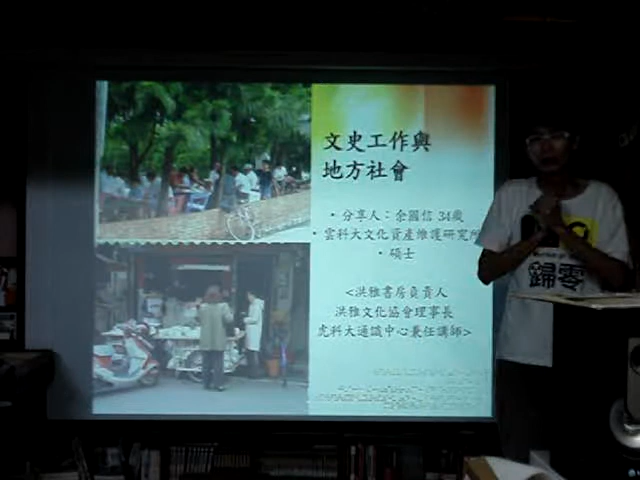 文史工作與
地方社會
• 分享人：余國信 34歲
• 雲科大文化資產維護研究所
• 碩士
<洪雅書房負責人
洪雅文化協會理事長
虎科大通識中心兼任講師>
歸零